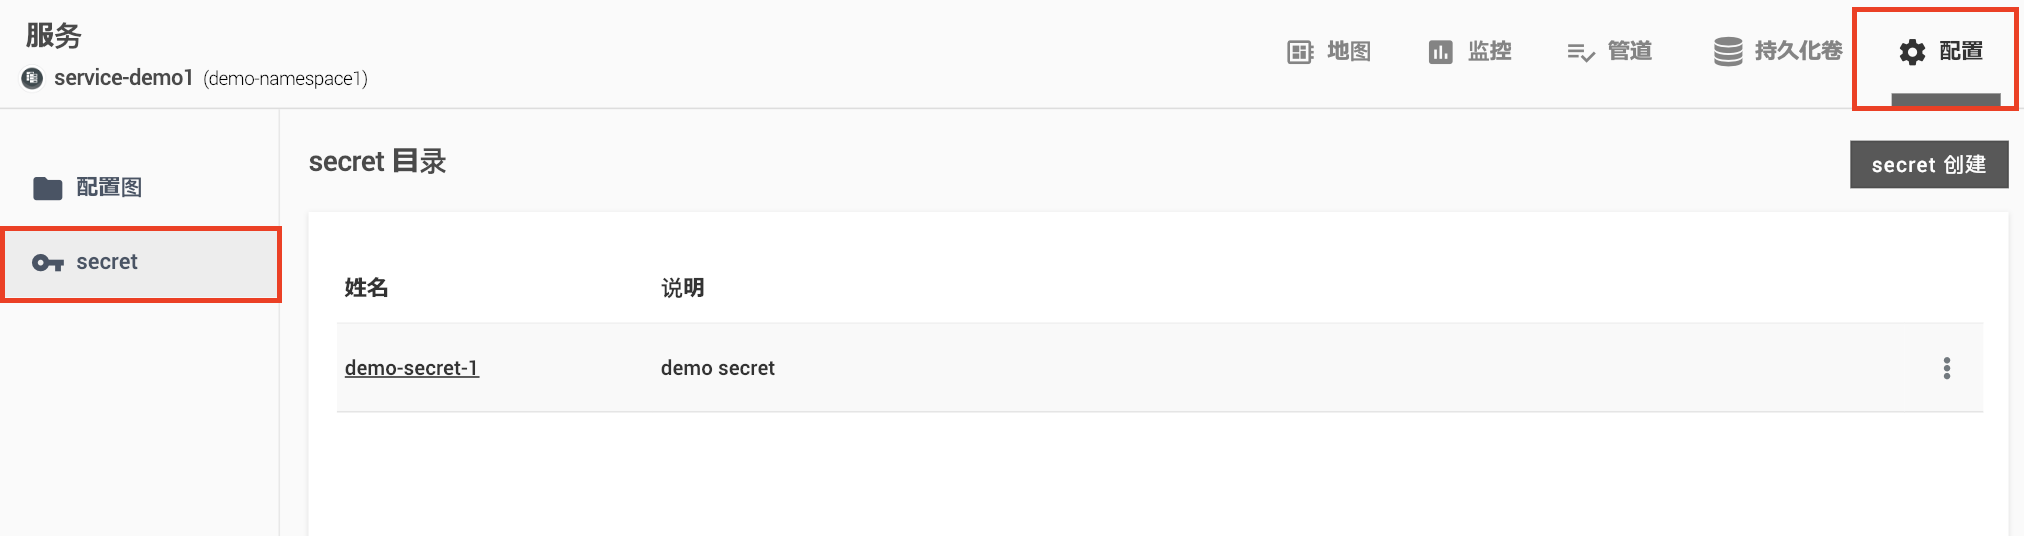 服务
service-demo1 (demo-namespace1)
地图 监控 管道 持久化卷 配置
配置图
secret
secret 目录
secret 创建
姓名 说明
demo-secret-1 demo secret